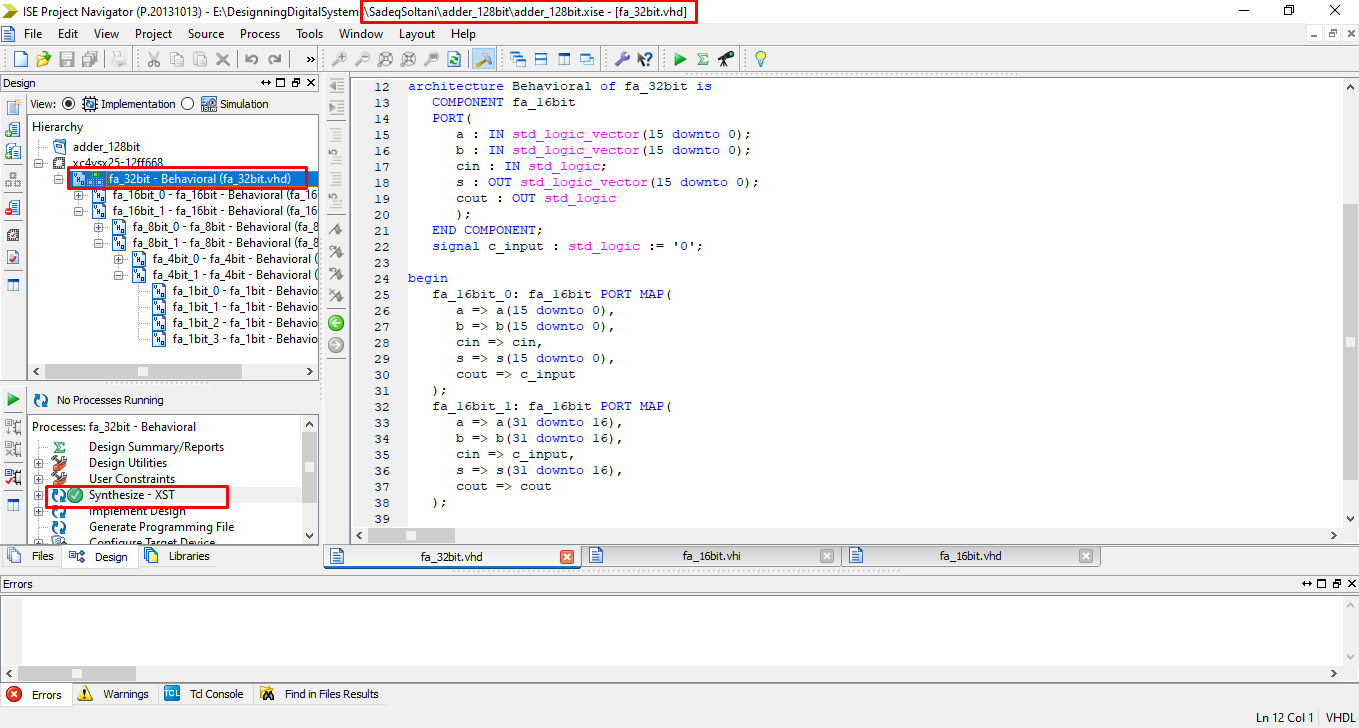 ISE Project Navigator (P.20131013) - E:\DesignningDigitalSystem\SadeqSoltani\adder_128bit\adder_128bit.xise - [fa_32bit.vhd]
File Edit View Project Source Process Tools Window Layout Help
Design
View: Implementation Simulation
Hierarchy
adder_128bit
xc4vsx25-12ff668
fa_32bit - Behavioral (fa_32bit.vhd)
fa_16bit_0 - fa_16bit - Behavioral (fa_16
fa_16bit_1 - fa_16bit - Behavioral (fa_16
fa_8bit_0 - fa_8bit - Behavioral (fa_8
fa_8bit_1 - fa_8bit - Behavioral (fa_8
fa_4bit_0 - fa_4bit - Behavioral (
fa_4bit_1 - fa_4bit - Behavioral (
fa_1bit_0 - fa_1bit - Behavio
fa_1bit_1 - fa_1bit - Behavio
fa_1bit_2 - fa_1bit - Behavio
fa_1bit_3 - fa_1bit - Behavio
No Processes Running
Processes: fa_32bit - Behavioral
Design Summary/Reports
Design Utilities
User Constraints
Synthesize - XST
Implement Design
Generate Programming File
Configure Target Device
Files Design Libraries
12 architecture Behavioral of fa_32bit is
13 COMPONENT fa_16bit
14 PORT(
15 a : IN std_logic_vector(15 downto 0);
16 b : IN std_logic_vector(15 downto 0);
17 cin : IN std_logic;
18 s : OUT std_logic_vector(15 downto 0);
19 cout : OUT std_logic
20 );
21 END COMPONENT;
22 signal c_input : std_logic := '0';
23
24 begin
25 fa_16bit_0: fa_16bit PORT MAP(
26 a => a(15 downto 0),
27 b => b(15 downto 0),
28 cin => cin,
29 s => s(15 downto 0),
30 cout => c_input
31 );
32 fa_16bit_1: fa_16bit PORT MAP(
33 a => a(31 downto 16),
34 b => b(31 downto 16),
35 cin => c_input,
36 s => s(31 downto 16),
37 cout => cout
38 );
39
fa_32bit.vhd fa_16bit.vhi fa_16bit.vhd
Errors
Errors Warnings Tcl Console Find in Files Results
Ln 12 Col 1 VHDL